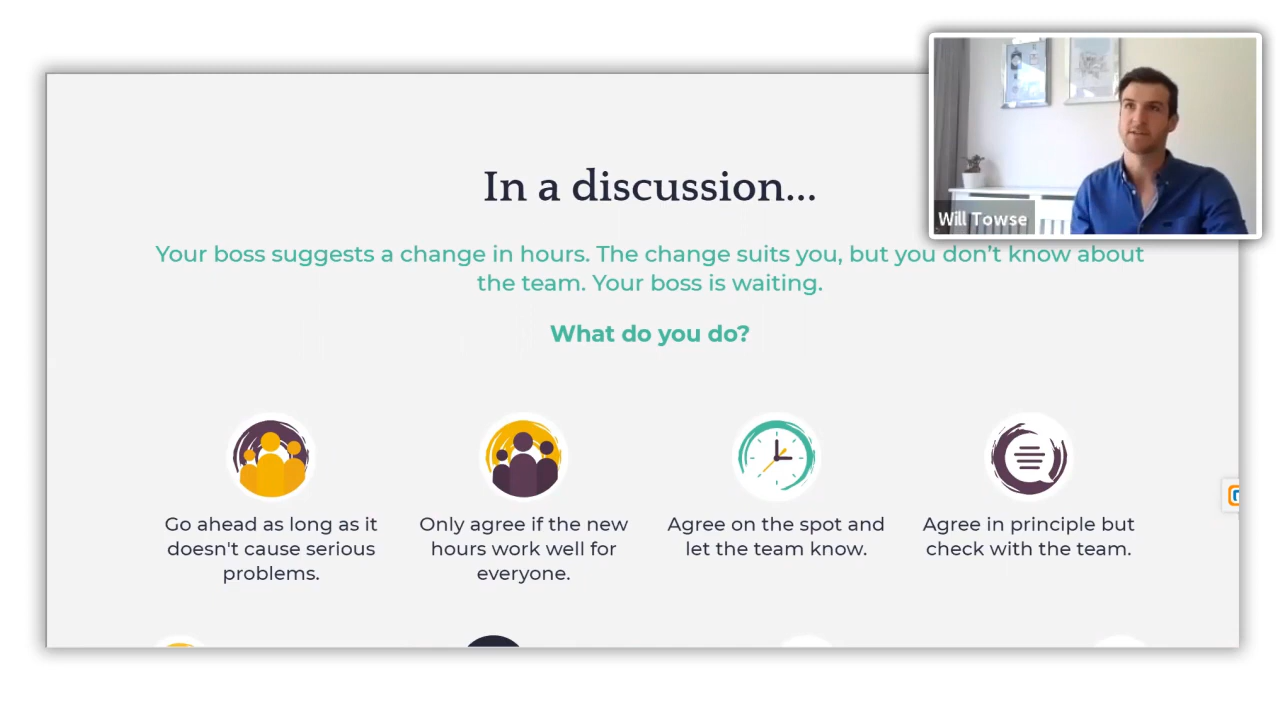 In a discussion...
Your boss suggests a change in hours. The change suits you, but you don’t know about
the team. Your boss is waiting.
What do you do?
Go ahead as long as it
doesn't cause serious
problems.
Only agree if the new
hours work well for
everyone.
Agree on the spot and
let the team know.
Agree in principle but
check with the team.
Will Towse